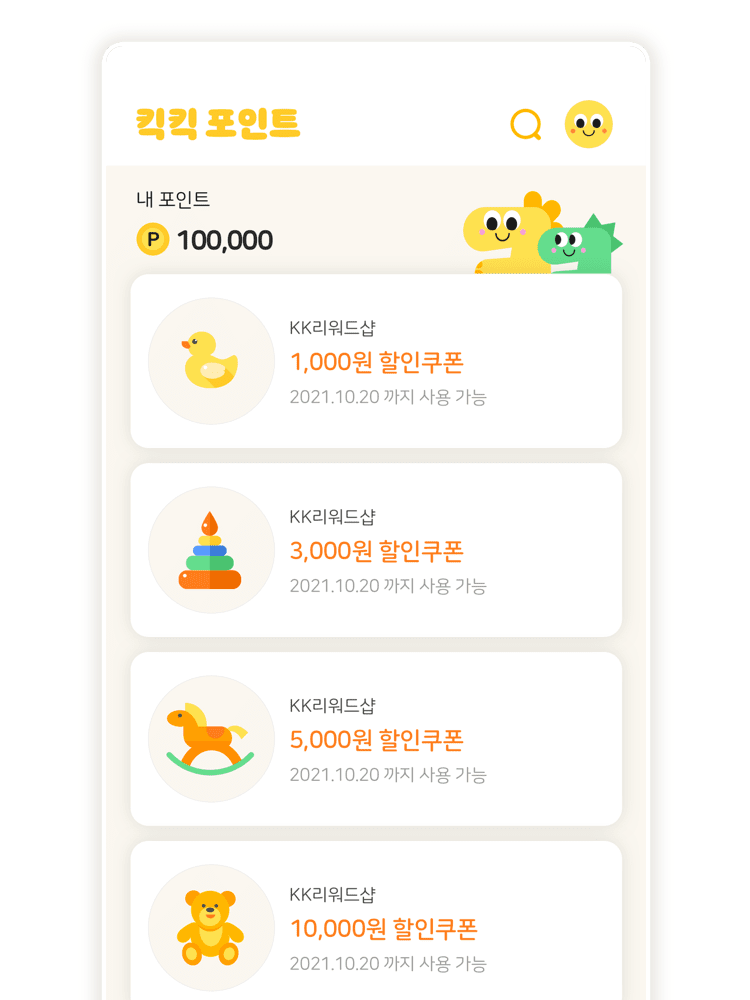 킥킥 포인트
내 포인트
P 100,000
KK리워드샵
1,000원 할인쿠폰
2021.10.20 까지 사용 가능
KK리워드샵
3,000원 할인쿠폰
2021.10.20 까지 사용 가능
KK리워드샵
5,000원 할인쿠폰
2021.10.20 까지 사용 가능
KK리워드샵
10,000원 할인쿠폰
2021.10.20 까지 사용 가능